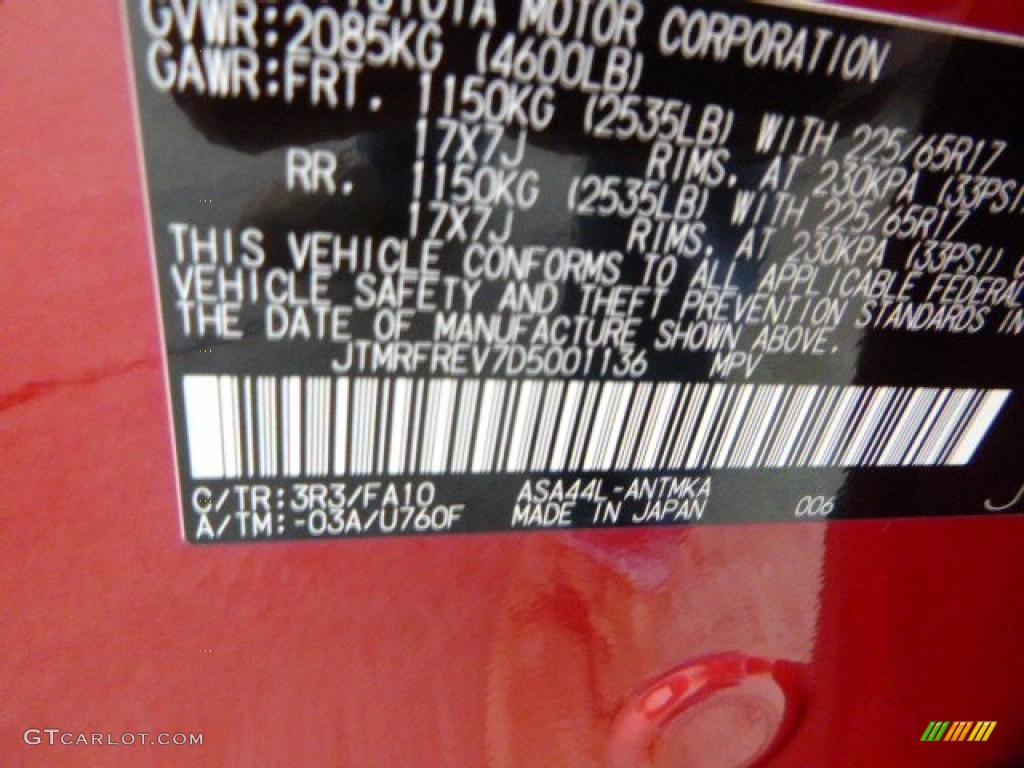 TOYOTA MOTOR CORPORATION
GVWR:2085KG (4600LB)
GAWR:FRT. 1150KG (2535LB) WITH 225/65R17
17X7J RIMS, AT 230KPA (33PSI)
RR. 1150KG (2535LB) WITH 225/65R17
17X7J RIMS, AT 230KPA (33PSI)
THIS VEHICLE CONFORMS TO ALL APPLICABLE FEDERAL
VEHICLE SAFETY AND THEFT PREVENTION STANDARDS IN
THE DATE OF MANUFACTURE SHOWN ABOVE.
JTMRFREV7D5001136 MPV
C/TR:3R3/FA10 ASA44L-ANTMKA 006
A/TM:-03A/U760F MADE IN JAPAN
GTCARLOT.COM